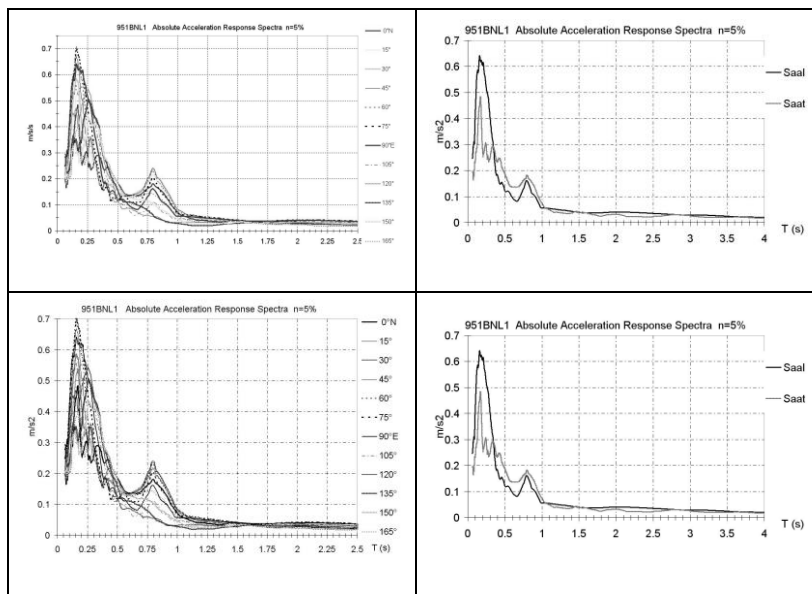 951BNL1 Absolute Acceleration Response Spectra n=5%
m/s/s
0.7
0.6
0.5
0.4
0.3
0.2
0.1
0
0 0.25 0.5 0.75 1 1.25 1.5 1.75 2 2.25 2.5
0°N
15°
30°
45°
60°
75°
90°E
105°
120°
135°
150°
165°
951BNL1 Absolute Acceleration Response Spectra n=5%
m/s2
0.7
0.6
0.5
0.4
0.3
0.2
0.1
0
0 0.5 1 1.5 2 2.5 3 3.5 4
T (s)
Saal
Saat
951BNL1 Absolute Acceleration Response Spectra n=5%
m/s2
0.7
0.6
0.5
0.4
0.3
0.2
0.1
0
0 0.25 0.5 0.75 1 1.25 1.5 1.75 2 2.25 2.5
T (s)
0°N
15°
30°
45°
60°
75°
90°E
105°
120°
135°
150°
165°
951BNL1 Absolute Acceleration Response Spectra n=5%
m/s2
0.7
0.6
0.5
0.4
0.3
0.2
0.1
0
0 0.5 1 1.5 2 2.5 3 3.5 4
T (s)
Saal
Saat